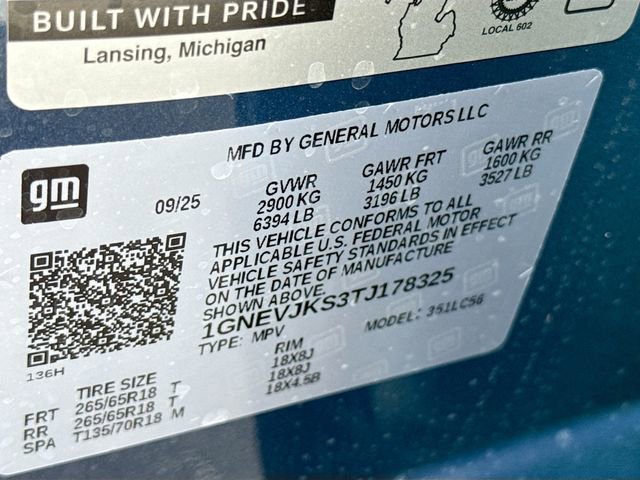 BUILT WITH PRIDE
Lansing, Michigan
LOCAL 602
gm
MFD BY GENERAL MOTORS LLC
09/25
GVWR
2900 KG
6394 LB
GAWR FRT
1450 KG
3196 LB
GAWR RR
1600 KG
3527 LB
THIS VEHICLE CONFORMS TO ALL
APPLICABLE U.S. FEDERAL MOTOR
VEHICLE SAFETY STANDARDS IN EFFECT
ON THE DATE OF MANUFACTURE
SHOWN ABOVE.
1GNEVJKS3TJ178325
TYPE: MPV
MODEL: 351LC56
136H
TIRE SIZE
RIM
FRT 265/65R18 T 18X8J
RR 265/65R18 T 18X8J
SPA T135/70R18 M 18X4.5B